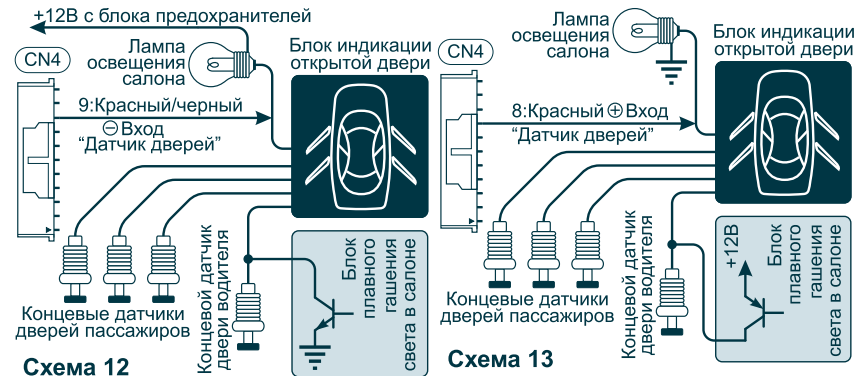 +12В с блока предохранителей
CN4
Лампа
освещения
салона
Блок индикации
открытой двери
9:Красный/черный
⊖Вход
“Датчик дверей”
Концевые датчики
дверей пассажиров
Концевой датчик
двери водителя
Блок
плавного
гашения
света в салоне
Схема 12
CN4
Лампа
освещения
салона
Блок индикации
открытой двери
8:Красный ⊕ Вход
“Датчик дверей”
Концевые датчики
дверей пассажиров
Концевой датчик
двери водителя
+12В
Блок
плавного
гашения
света в салоне
Схема 13